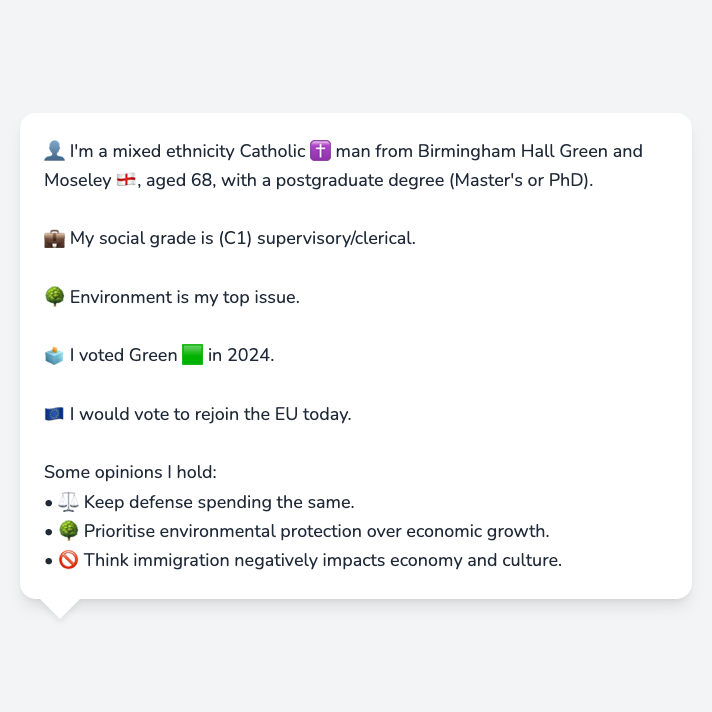 👤 I'm a mixed ethnicity Catholic ✝️ man from Birmingham Hall Green and
Moseley 🏴󠁧󠁢󠁥󠁮󠁧󠁿, aged 68, with a postgraduate degree (Master's or PhD).
💼 My social grade is (C1) supervisory/clerical.
🌳 Environment is my top issue.
🗳️ I voted Green 🟩 in 2024.
🇪🇺 I would vote to rejoin the EU today.
Some opinions I hold:
• ⚖️ Keep defense spending the same.
• 🌳 Prioritise environmental protection over economic growth.
• 🚫 Think immigration negatively impacts economy and culture.